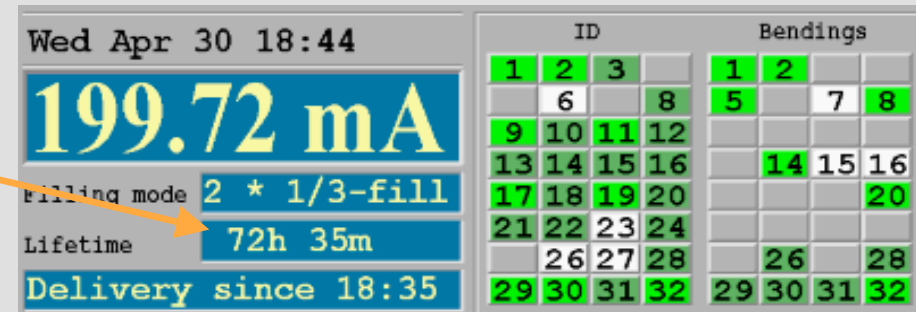 Wed Apr 30 18:44
199.72 mA
Filling mode 2 * 1/3-fill
Lifetime 72h 35m
Delivery since 18:35
ID
1 2 3
6 8
9 10 11 12
13 14 15 16
17 18 19 20
21 22 23 24
26 27 28
29 30 31 32
Bendings
1 2
5 7 8
14 15 16
20
26 28
29 30 31 32